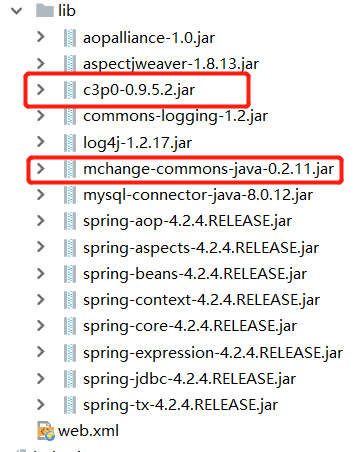 lib
aopalliance-1.0.jar
aspectjweaver-1.8.13.jar
c3p0-0.9.5.2.jar
commons-logging-1.2.jar
log4j-1.2.17.jar
mchange-commons-java-0.2.11.jar
mysql-connector-java-8.0.12.jar
spring-aop-4.2.4.RELEASE.jar
spring-aspects-4.2.4.RELEASE.jar
spring-beans-4.2.4.RELEASE.jar
spring-context-4.2.4.RELEASE.jar
spring-core-4.2.4.RELEASE.jar
spring-expression-4.2.4.RELEASE.jar
spring-jdbc-4.2.4.RELEASE.jar
spring-tx-4.2.4.RELEASE.jar
web.xml